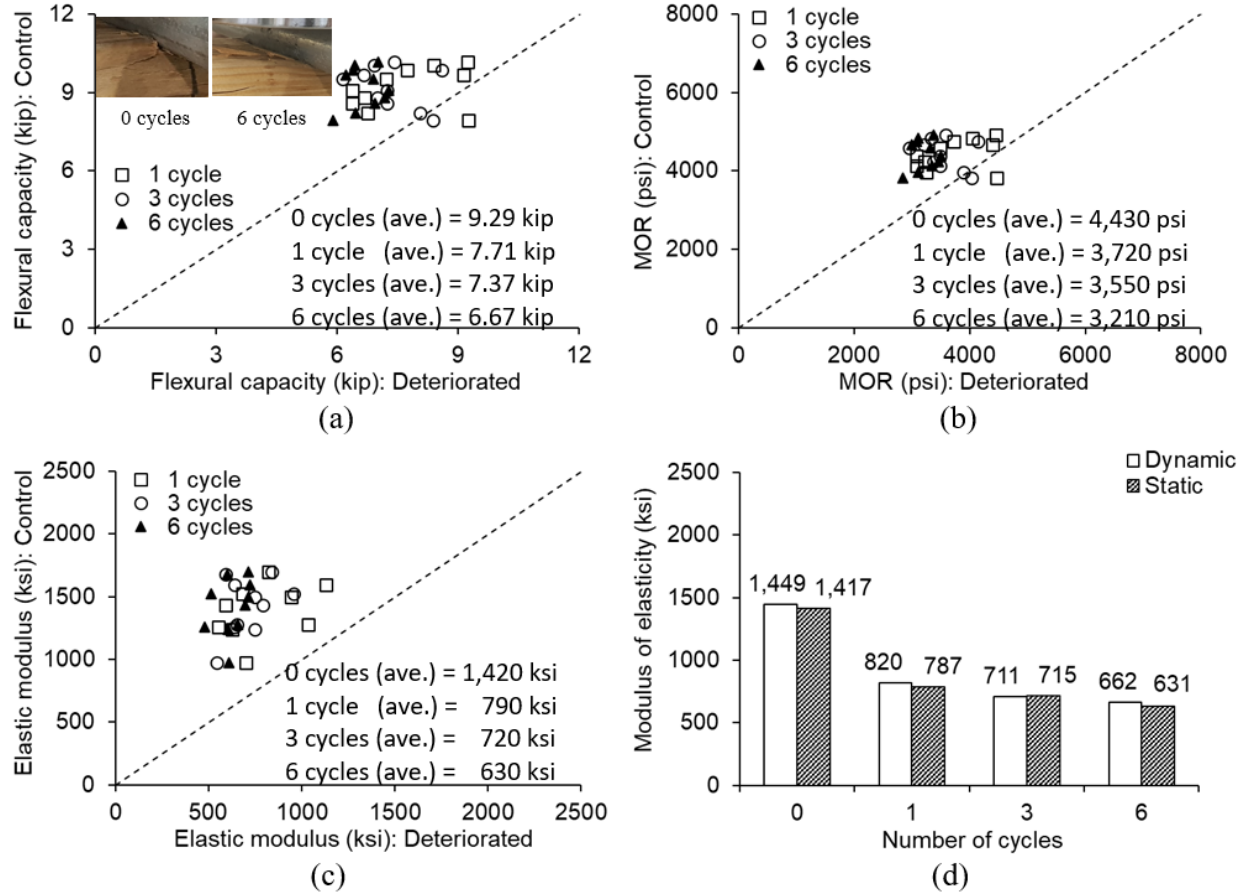 Flexural capacity (kip): Control
12
9
6
3
0
0 cycles
6 cycles
1 cycle
3 cycles
6 cycles
0 cycles (ave.) = 9.29 kip
1 cycle (ave.) = 7.71 kip
3 cycles (ave.) = 7.37 kip
6 cycles (ave.) = 6.67 kip
0 3 6 9 12
Flexural capacity (kip): Deteriorated
(a)
MOR (psi): Control
8000
6000
4000
2000
0
1 cycle
3 cycles
6 cycles
0 cycles (ave.) = 4,430 psi
1 cycle (ave.) = 3,720 psi
3 cycles (ave.) = 3,550 psi
6 cycles (ave.) = 3,210 psi
0 2000 4000 6000 8000
MOR (psi): Deteriorated
(b)
Elastic modulus (ksi): Control
2500
2000
1500
1000
500
0
1 cycle
3 cycles
6 cycles
0 cycles (ave.) = 1,420 ksi
1 cycle (ave.) = 790 ksi
3 cycles (ave.) = 720 ksi
6 cycles (ave.) = 630 ksi
0 500 1000 1500 2000 2500
Elastic modulus (ksi): Deteriorated
(c)
Modulus of elasticity (ksi)
2500
2000
1500
1000
500
0
Dynamic
Static
1,449 1,417
820 787
711 715
662 631
0 1 3 6
Number of cycles
(d)